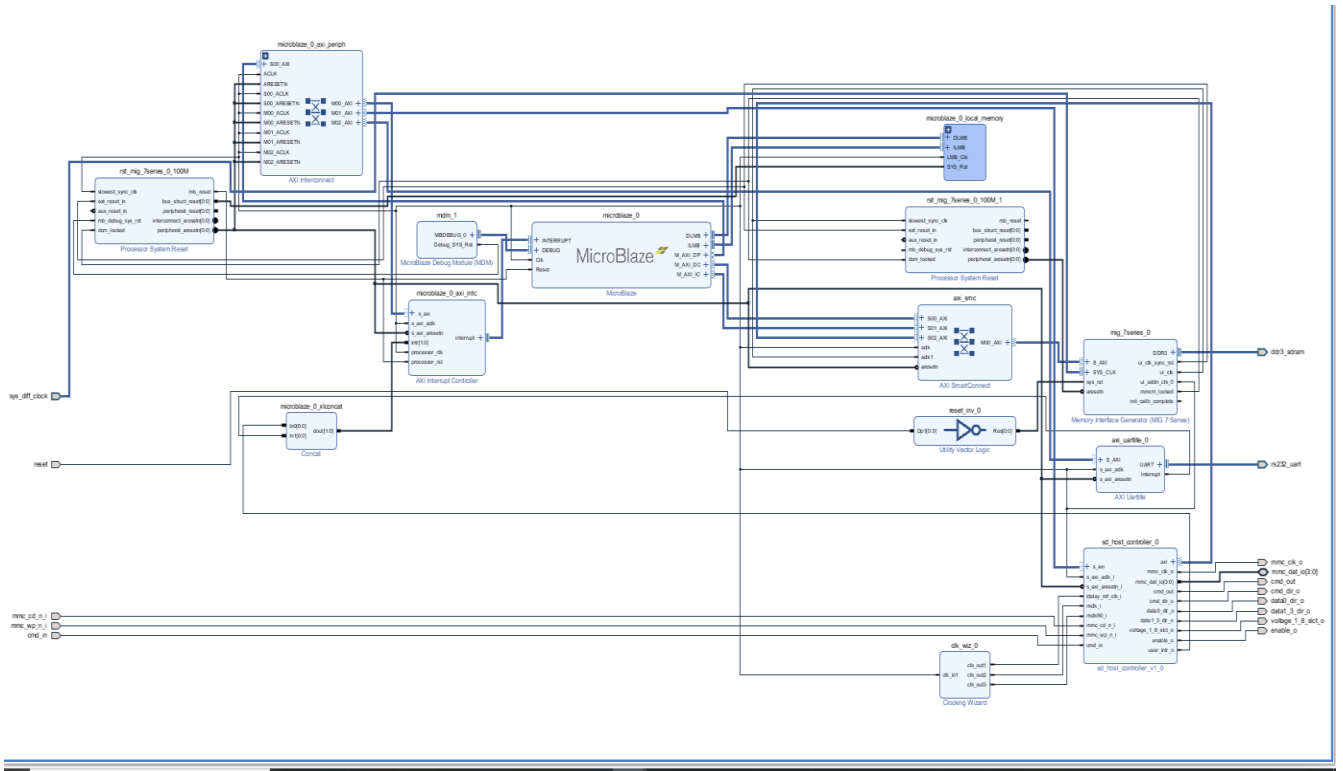 microblaze_0_axi_periph
S00_AXI
ACLK
ARESETN
S00_ACLK
S00_ARESETN
M00_ACLK
M00_ARESETN
M01_ACLK
M01_ARESETN
M02_ACLK
M02_ARESETN
M00_AXI
M01_AXI
M02_AXI
AXI Interconnect
rst_mig_7series_0_100M
slowest_sync_clk
ext_reset_in
aux_reset_in
mb_debug_sys_rst
dcm_locked
mb_reset
bus_struct_reset[0:0]
peripheral_reset[0:0]
interconnect_aresetn[0:0]
peripheral_aresetn[0:0]
Processor System Reset
mdm_1
MBDEBUG_0
Debug_SYS_Rst
MicroBlaze Debug Module (MDM)
microblaze_0
INTERRUPT
DEBUG
Clk
Reset
MicroBlaze
DLMB
ILMB
M_AXI_DP
M_AXI_DC
M_AXI_IC
MicroBlaze
microblaze_0_local_memory
DLMB
ILMB
LMB_Clk
SYS_Rst
rst_mig_7series_0_100M_1
slowest_sync_clk
ext_reset_in
aux_reset_in
mb_debug_sys_rst
dcm_locked
mb_reset
bus_struct_reset[0:0]
peripheral_reset[0:0]
interconnect_aresetn[0:0]
peripheral_aresetn[0:0]
Processor System Reset
microblaze_0_axi_intc
s_axi
s_axi_aclk
s_axi_aresetn
intr[1:0]
processor_clk
processor_rst
interrupt
AXI Interrupt Controller
axi_smc
S00_AXI
S01_AXI
S02_AXI
aclk
aclk1
aresetn
M00_AXI
AXI SmartConnect
mig_7series_0
S_AXI
SYS_CLK
sys_rst
aresetn
DDR3
ui_clk_sync_rst
ui_clk
ui_addn_clk_0
mmcm_locked
init_calib_complete
Memory Interface Generator (MIG 7 Series)
ddr3_sdram
sys_diff_clock
microblaze_0_xlconcat
In0[0:0]
In1[0:0]
dout[1:0]
Concat
reset_inv_0
Op1[0:0]
Res[0:0]
Utility Vector Logic
reset
axi_uartlite_0
S_AXI
s_axi_aclk
s_axi_aresetn
UART
interrupt
AXI Uartlite
rs232_uart
sd_host_controller_0
s_axi
s_axi_aclk_i
s_axi_aresetn_i
idelay_ref_clk_i
mclk_i
mclk90_i
mmc_cd_n_i
mmc_wp_n_i
cmd_in
axi
mmc_clk_o
mmc_dat_io[3:0]
cmd_out
cmd_dir_o
data0_dir_o
data1_3_dir_o
voltage_1_8_slct_o
enable_o
user_intr_o
sd_host_controller_v1_0
mmc_clk_o
mmc_dat_io[3:0]
cmd_out
cmd_dir_o
data0_dir_o
data1_3_dir_o
voltage_1_8_slct_o
enable_o
mmc_cd_n_i
mmc_wp_n_i
cmd_in
clk_wiz_0
clk_in1
clk_out1
clk_out2
clk_out3
Clocking Wizard